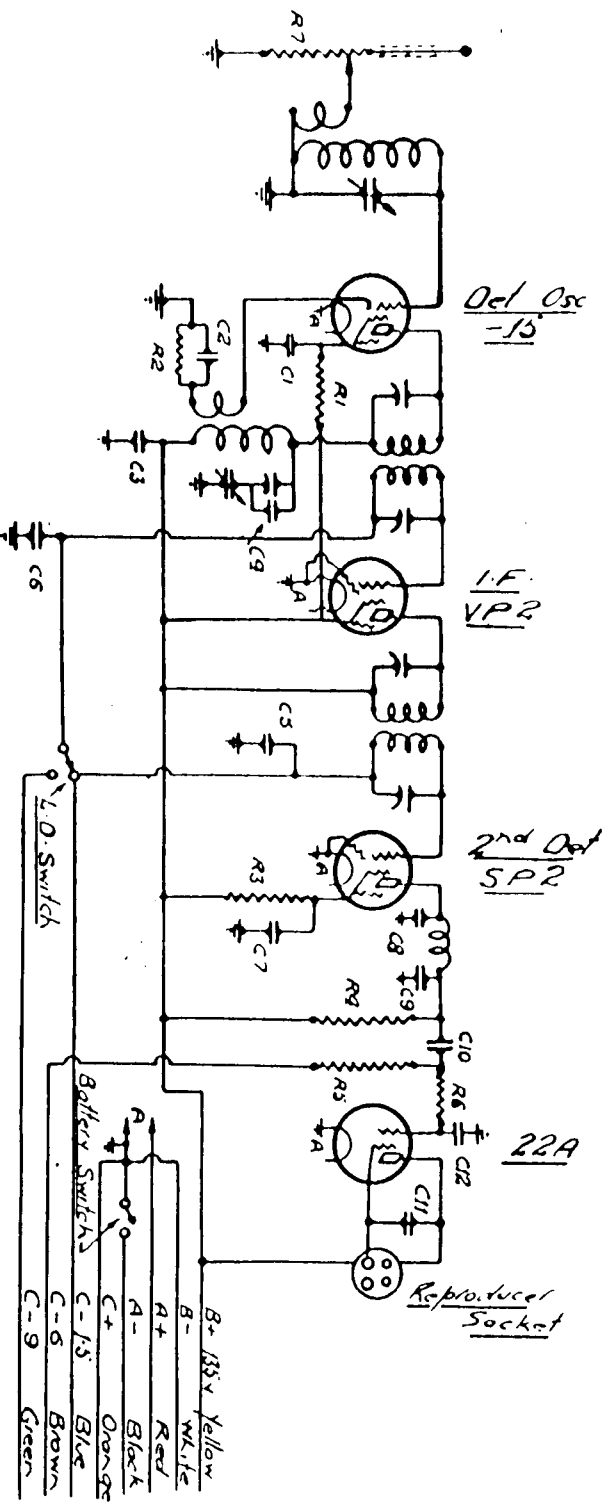 R7
Det Osc
-15
A
C2
R2
C1
R1
C3
C4
C6
I.F.
VP2
A
C5
L.O. Switch
2nd Det
SP2
A
R3
C7
C8
C9
R4
C10
R5
R6
C12
22A
A
C11
Reproducer
Socket
A
Battery Switch
B+ 135v Yellow
B- White
A+ Red
A- Black
C+ Orange
C-1.5 Blue
C-6 Brown
C-9 Green